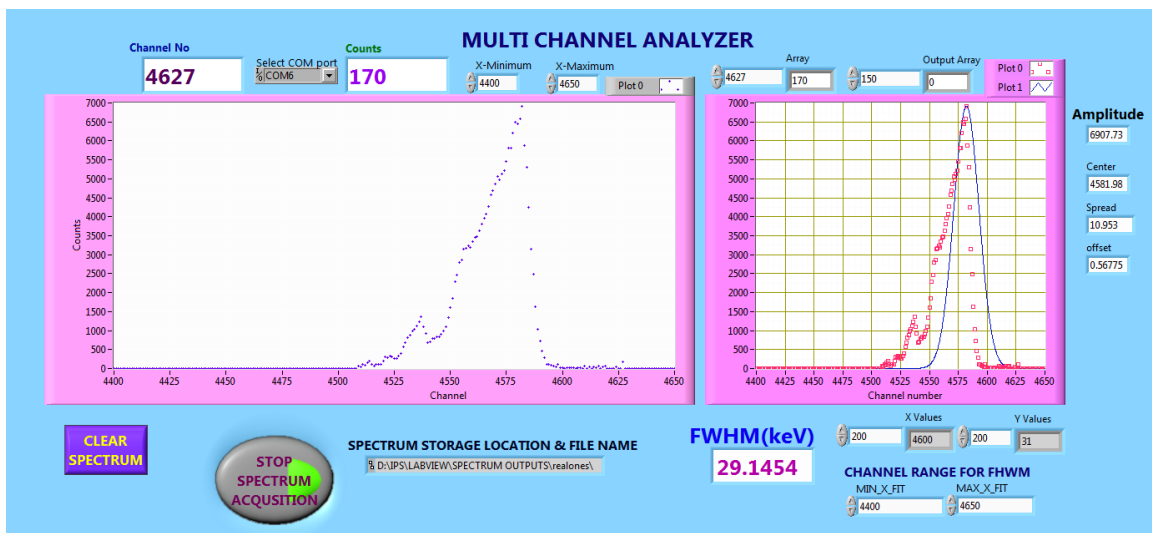 MULTI CHANNEL ANALYZER
Channel No
4627
Select COM port
COM6
Counts
170
X-Minimum
4400
X-Maximum
4650
Plot 0
4627
Array
170
150
Output Array
0
Plot 0
Plot 1
Counts
7000
6500
6000
5500
5000
4500
4000
3500
3000
2500
2000
1500
1000
500
0
4400 4425 4450 4475 4500 4525 4550 4575 4600 4625 4650
Channel
7000
6500
6000
5500
5000
4500
4000
3500
3000
2500
2000
1500
1000
500
0
4400 4425 4450 4475 4500 4525 4550 4575 4600 4625 4650
Channel number
Amplitude
6907.73
Center
4581.98
Spread
10.953
offset
0.56775
CLEAR
SPECTRUM
STOP
SPECTRUM
ACQUSITION
SPECTRUM STORAGE LOCATION & FILE NAME
D:\IPS\LABVIEW\SPECTRUM OUTPUTS\realones\
FWHM(keV)
29.1454
200
X Values
4600
200
Y Values
31
CHANNEL RANGE FOR FHWM
MIN_X_FIT
4400
MAX_X_FIT
4650